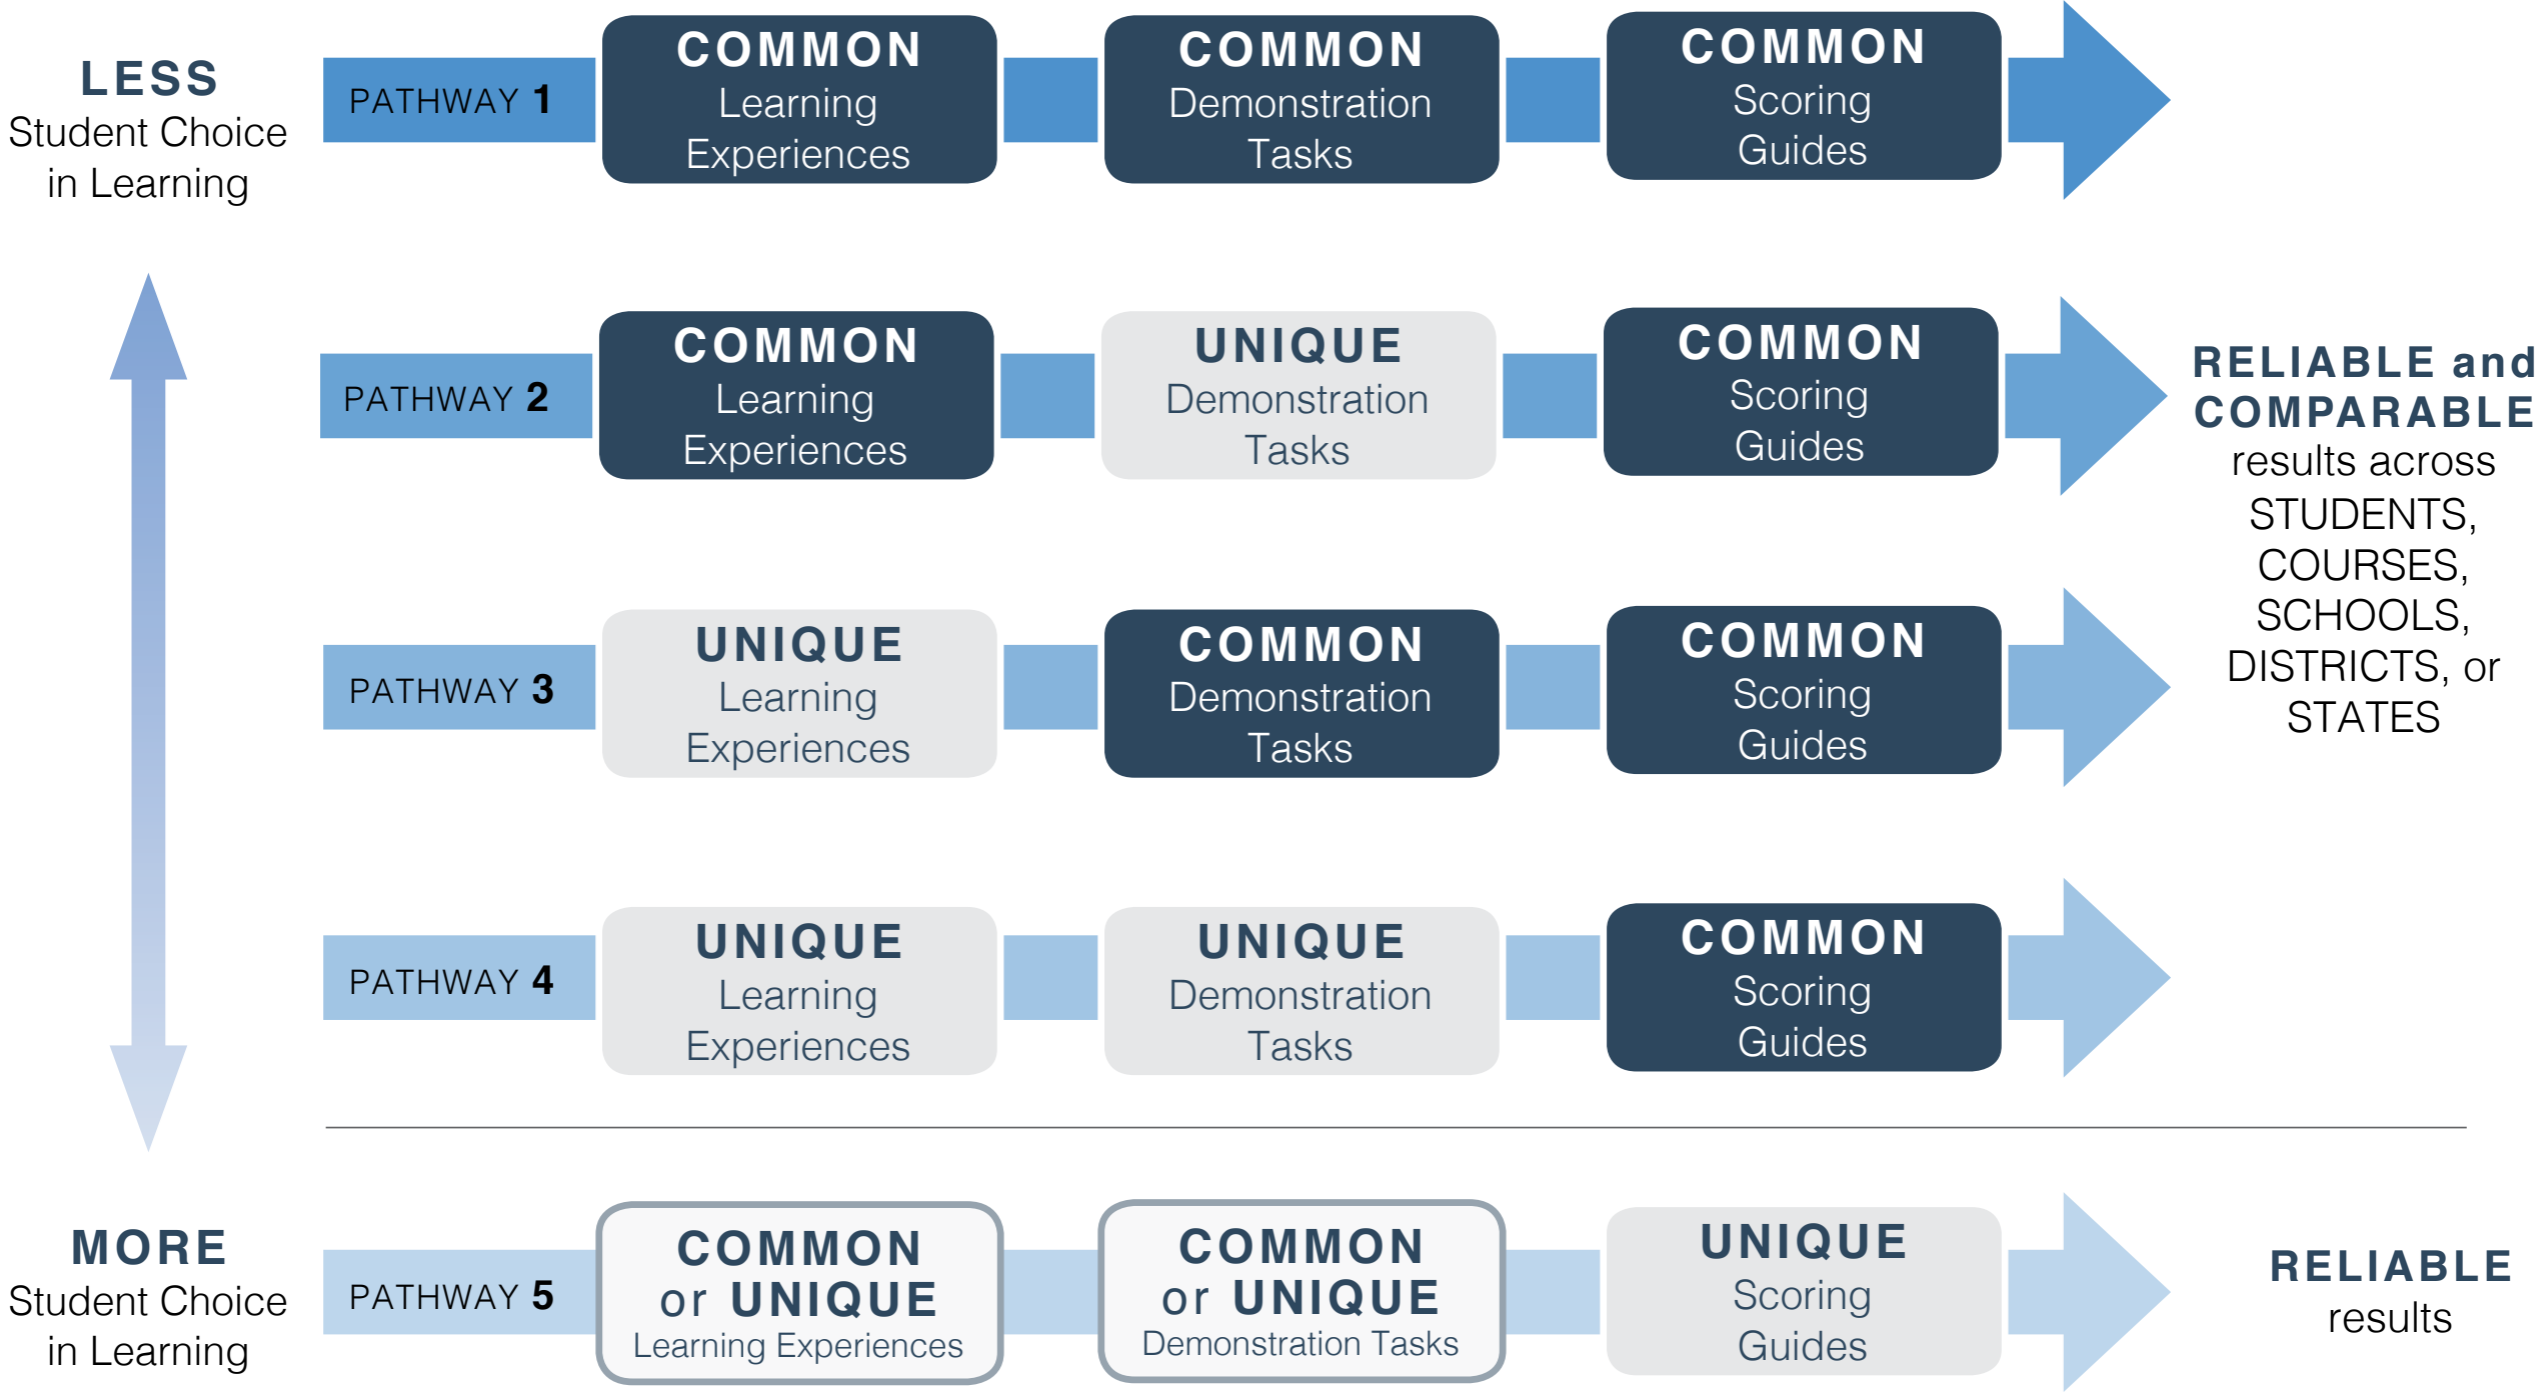 LESS
Student Choice
in Learning
PATHWAY 1
COMMON
Learning
Experiences
COMMON
Demonstration
Tasks
COMMON
Scoring
Guides
PATHWAY 2
COMMON
Learning
Experiences
UNIQUE
Demonstration
Tasks
COMMON
Scoring
Guides
PATHWAY 3
UNIQUE
Learning
Experiences
COMMON
Demonstration
Tasks
COMMON
Scoring
Guides
PATHWAY 4
UNIQUE
Learning
Experiences
UNIQUE
Demonstration
Tasks
COMMON
Scoring
Guides
RELIABLE and
COMPARABLE
results across
STUDENTS,
COURSES,
SCHOOLS,
DISTRICTS, or
STATES
MORE
Student Choice
in Learning
PATHWAY 5
COMMON
or UNIQUE
Learning Experiences
COMMON
or UNIQUE
Demonstration Tasks
UNIQUE
Scoring
Guides
RELIABLE
results